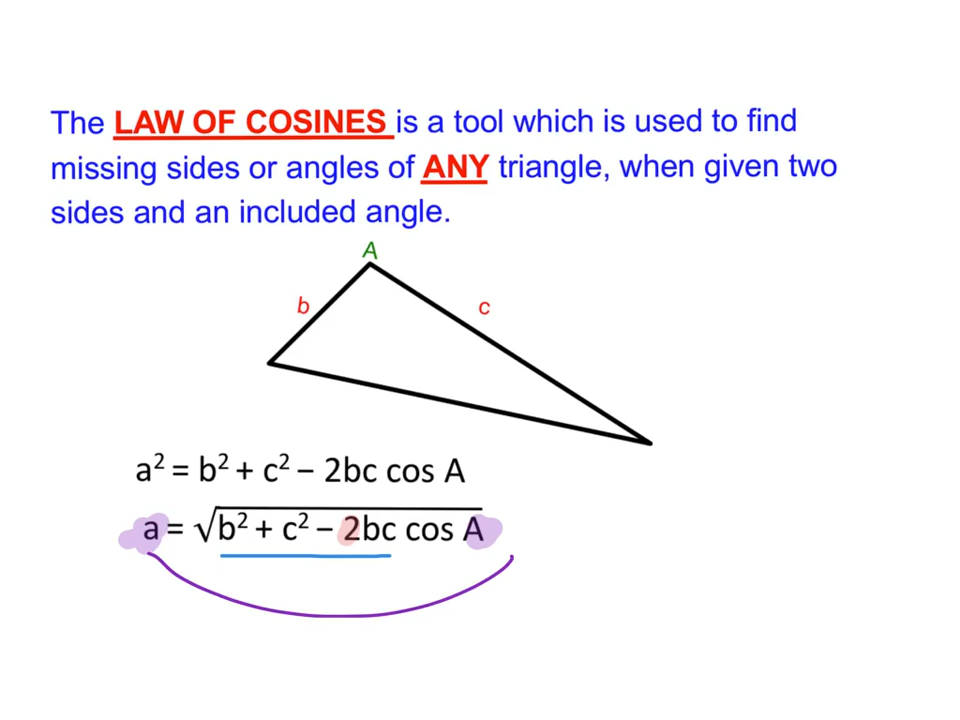 The LAW OF COSINES is a tool which is used to find
missing sides or angles of ANY triangle, when given two
sides and an included angle.
A
b
c
a² = b² + c² − 2bc cos A
a = √b² + c² − 2bc cos A